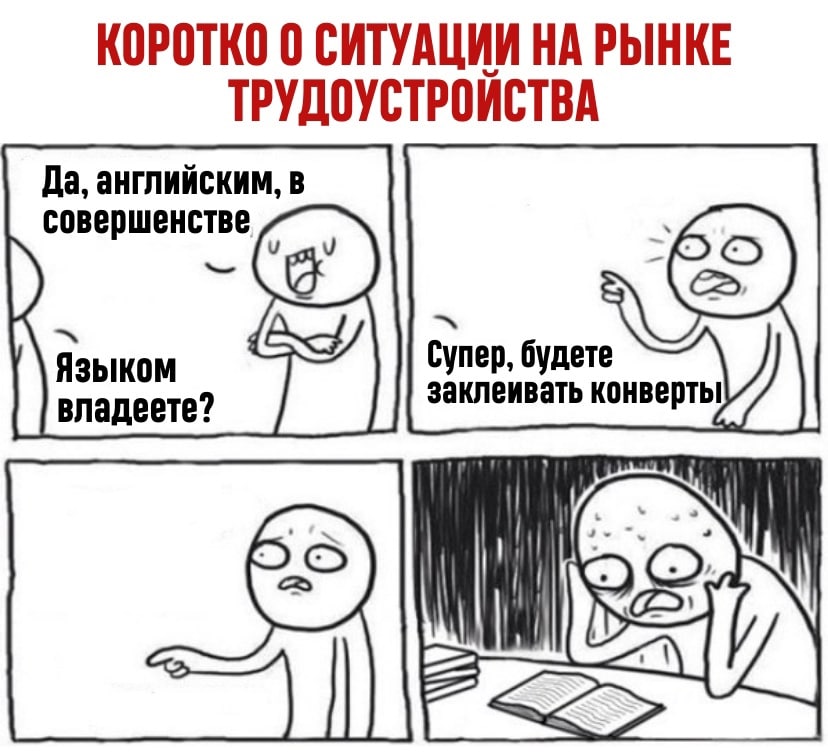 КОРОТКО О СИТУАЦИИ НА РЫНКЕ
ТРУДОУСТРОЙСТВА
Да, английским, в
совершенстве
Языком
владеете?
Супер, будете
заклеивать конверты